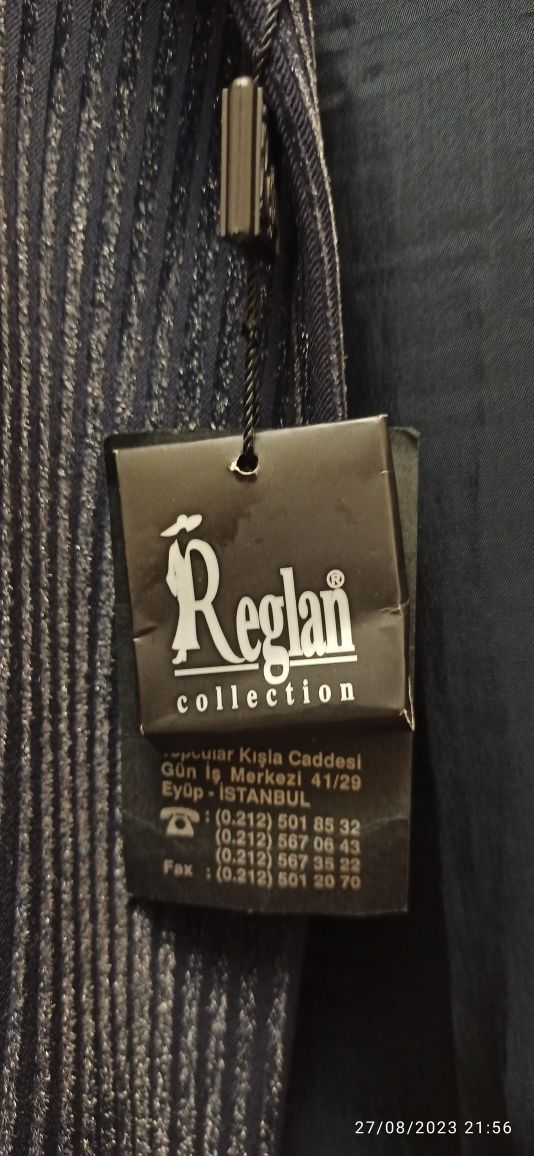 Reglan®
collection
Topçular Kışla Caddesi
Gün İş Merkezi 41/29
Eyüp - İSTANBUL
☎ : (0.212) 501 85 32
(0.212) 567 06 43
(0.212) 567 35 22
Fax : (0.212) 501 20 70
27/08/2023 21:56